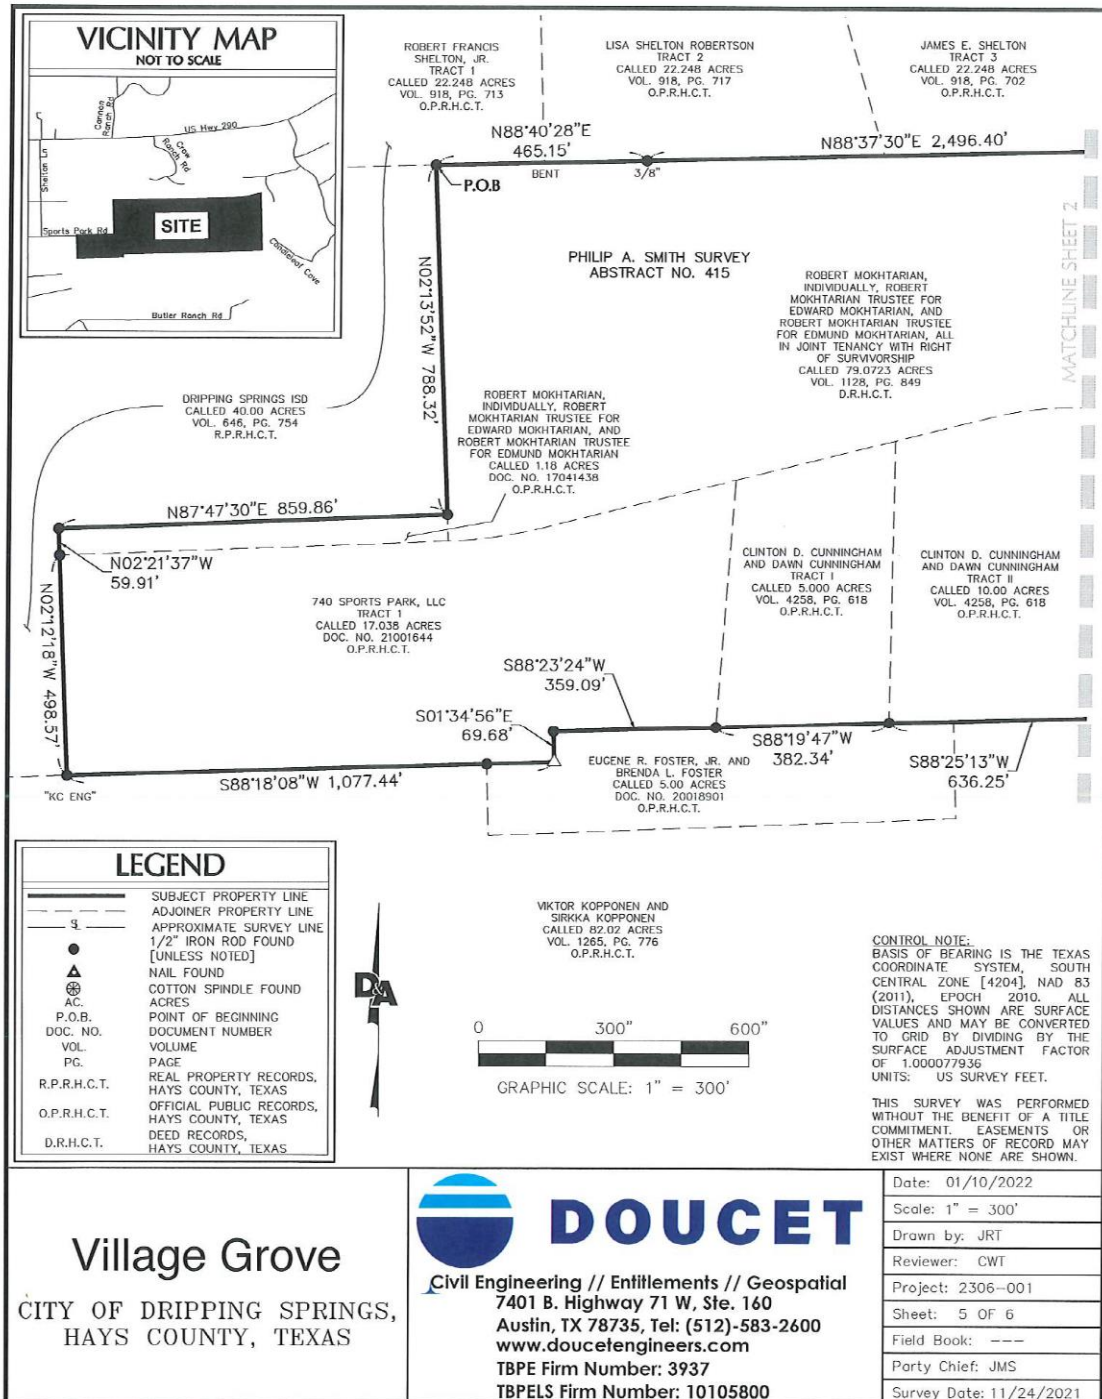 VICINITY MAP
NOT TO SCALE
Cannon
Ranch Rd
US Hwy 290
Crow
Ranch Rd
Shelton Ln
Sports Park Rd
SITE
Candleleaf Cove
Butler Ranch Rd
ROBERT FRANCIS
SHELTON, JR.
TRACT 1
CALLED 22.248 ACRES
VOL. 918, PG. 713
O.P.R.H.C.T.
LISA SHELTON ROBERTSON
TRACT 2
CALLED 22.248 ACRES
VOL. 918, PG. 717
O.P.R.H.C.T.
JAMES E. SHELTON
TRACT 3
CALLED 22.248 ACRES
VOL. 918, PG. 702
O.P.R.H.C.T.
N88°40'28"E
465.15'
BENT
3/8"
N88°37'30"E 2,496.40'
P.O.B
MATCHLINE SHEET 2
PHILIP A. SMITH SURVEY
ABSTRACT NO. 415
N02°13'52"W 788.32'
ROBERT MOKHTARIAN,
INDIVIDUALLY, ROBERT
MOKHTARIAN TRUSTEE FOR
EDWARD MOKHTARIAN, AND
ROBERT MOKHTARIAN TRUSTEE
FOR EDMUND MOKHTARIAN, ALL
IN JOINT TENANCY WITH RIGHT
OF SURVIVORSHIP
CALLED 79.0723 ACRES
VOL. 1128, PG. 849
D.R.H.C.T.
DRIPPING SPRINGS ISD
CALLED 40.00 ACRES
VOL. 646, PG. 754
R.P.R.H.C.T.
ROBERT MOKHTARIAN,
INDIVIDUALLY, ROBERT
MOKHTARIAN TRUSTEE FOR
EDWARD MOKHTARIAN, AND
ROBERT MOKHTARIAN TRUSTEE
FOR EDMUND MOKHTARIAN
CALLED 1.18 ACRES
DOC. NO. 17041438
O.P.R.H.C.T.
N87°47'30"E 859.86'
N02°21'37"W
59.91'
N02°12'18"W 498.57'
740 SPORTS PARK, LLC
TRACT 1
CALLED 17.038 ACRES
DOC. NO. 21001644
O.P.R.H.C.T.
CLINTON D. CUNNINGHAM
AND DAWN CUNNINGHAM
TRACT I
CALLED 5.000 ACRES
VOL. 4258, PG. 618
O.P.R.H.C.T.
CLINTON D. CUNNINGHAM
AND DAWN CUNNINGHAM
TRACT II
CALLED 10.00 ACRES
VOL. 4258, PG. 618
O.P.R.H.C.T.
S88°23'24"W
359.09'
S01°34'56"E
69.68'
S88°19'47"W
382.34'
S88°25'13"W
636.25'
S88°18'08"W 1,077.44'
"KC ENG"
EUGENE R. FOSTER, JR. AND
BRENDA L. FOSTER
CALLED 5.00 ACRES
DOC. NO. 20018901
O.P.R.H.C.T.
LEGEND
SUBJECT PROPERTY LINE
ADJOINER PROPERTY LINE
SL APPROXIMATE SURVEY LINE
1/2" IRON ROD FOUND
[UNLESS NOTED]
NAIL FOUND
COTTON SPINDLE FOUND
AC. ACRES
P.O.B. POINT OF BEGINNING
DOC. NO. DOCUMENT NUMBER
VOL. VOLUME
PG. PAGE
R.P.R.H.C.T. REAL PROPERTY RECORDS,
HAYS COUNTY, TEXAS
O.P.R.H.C.T. OFFICIAL PUBLIC RECORDS,
HAYS COUNTY, TEXAS
D.R.H.C.T. DEED RECORDS,
HAYS COUNTY, TEXAS
D&A
VIKTOR KOPPONEN AND
SIRKKA KOPPONEN
CALLED 82.02 ACRES
VOL. 1265, PG. 776
O.P.R.H.C.T.
0 300" 600"
GRAPHIC SCALE: 1" = 300'
CONTROL NOTE:
BASIS OF BEARING IS THE TEXAS
COORDINATE SYSTEM, SOUTH
CENTRAL ZONE [4204], NAD 83
(2011), EPOCH 2010. ALL
DISTANCES SHOWN ARE SURFACE
VALUES AND MAY BE CONVERTED
TO GRID BY DIVIDING BY THE
SURFACE ADJUSTMENT FACTOR
OF 1.000077936
UNITS: US SURVEY FEET.
THIS SURVEY WAS PERFORMED
WITHOUT THE BENEFIT OF A TITLE
COMMITMENT. EASEMENTS OR
OTHER MATTERS OF RECORD MAY
EXIST WHERE NONE ARE SHOWN.
Village Grove
CITY OF DRIPPING SPRINGS,
HAYS COUNTY, TEXAS
DOUCET
Civil Engineering // Entitlements // Geospatial
7401 B. Highway 71 W, Ste. 160
Austin, TX 78735, Tel: (512)-583-2600
www.doucetengineers.com
TBPE Firm Number: 3937
TBPELS Firm Number: 10105800
Date: 01/10/2022
Scale: 1" = 300'
Drawn by: JRT
Reviewer: CWT
Project: 2306-001
Sheet: 5 OF 6
Field Book: ---
Party Chief: JMS
Survey Date: 11/24/2021